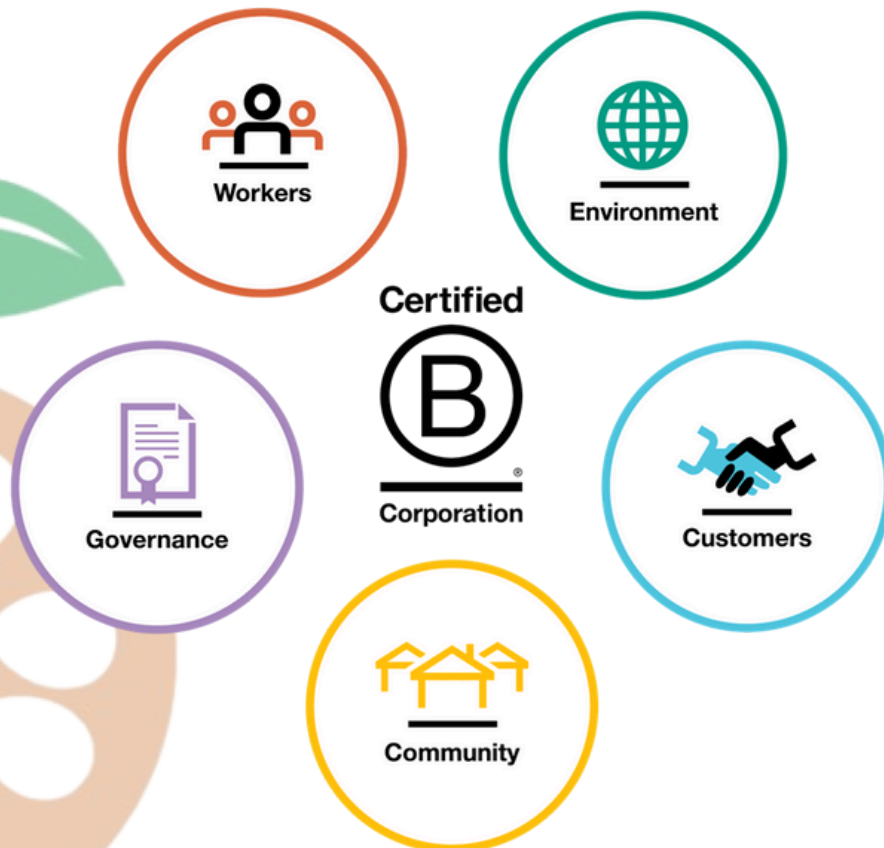 Workers
Environment
Certified
B
®
Corporation
Governance
Customers
Community